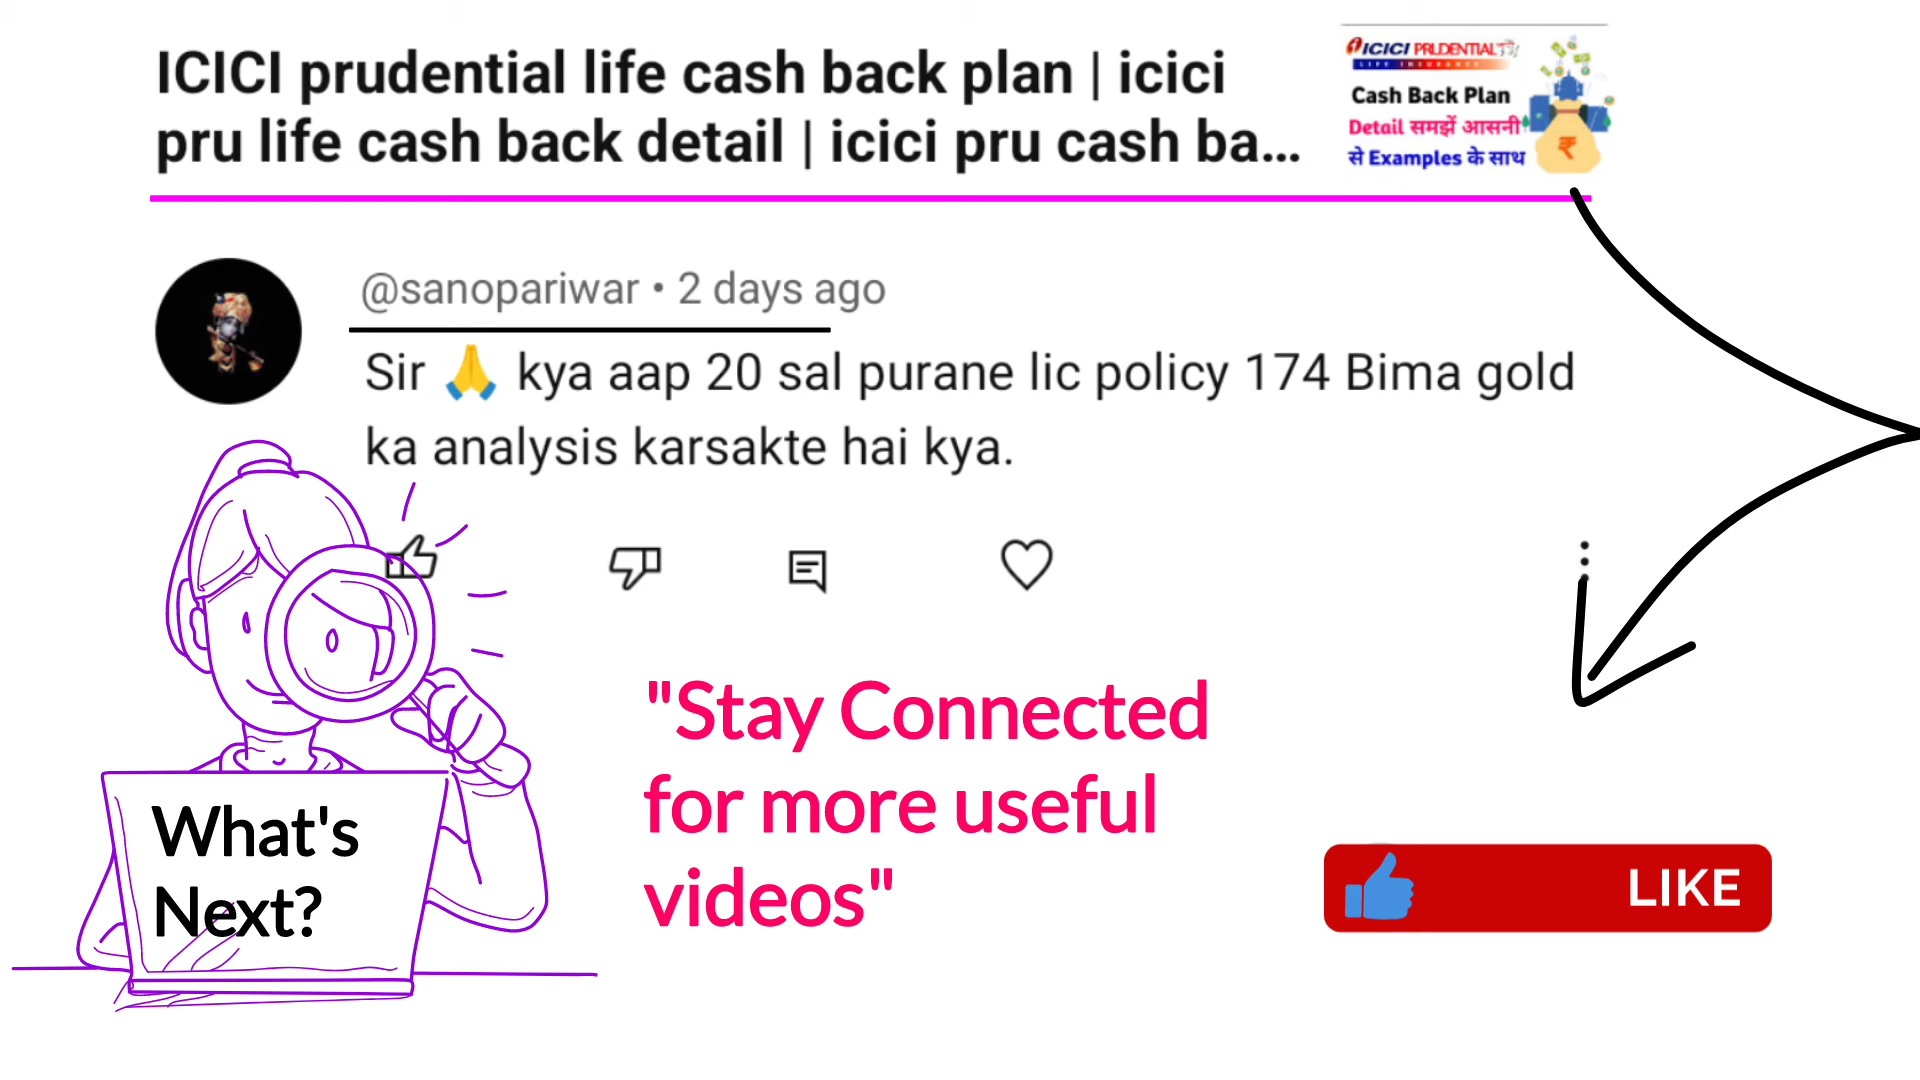 ICICI prudential life cash back plan | icici
pru life cash back detail | icici pru cash ba...
ICICI PRUDENTIAL
LIFE INSURANCE
Cash Back Plan
Detail समझें आसनी
से Examples के साथ
₹
@sanopariwar • 2 days ago
Sir 🙏 kya aap 20 sal purane lic policy 174 Bima gold
ka analysis karsakte hai kya.
"Stay Connected
for more useful
videos"
What's
Next?
LIKE